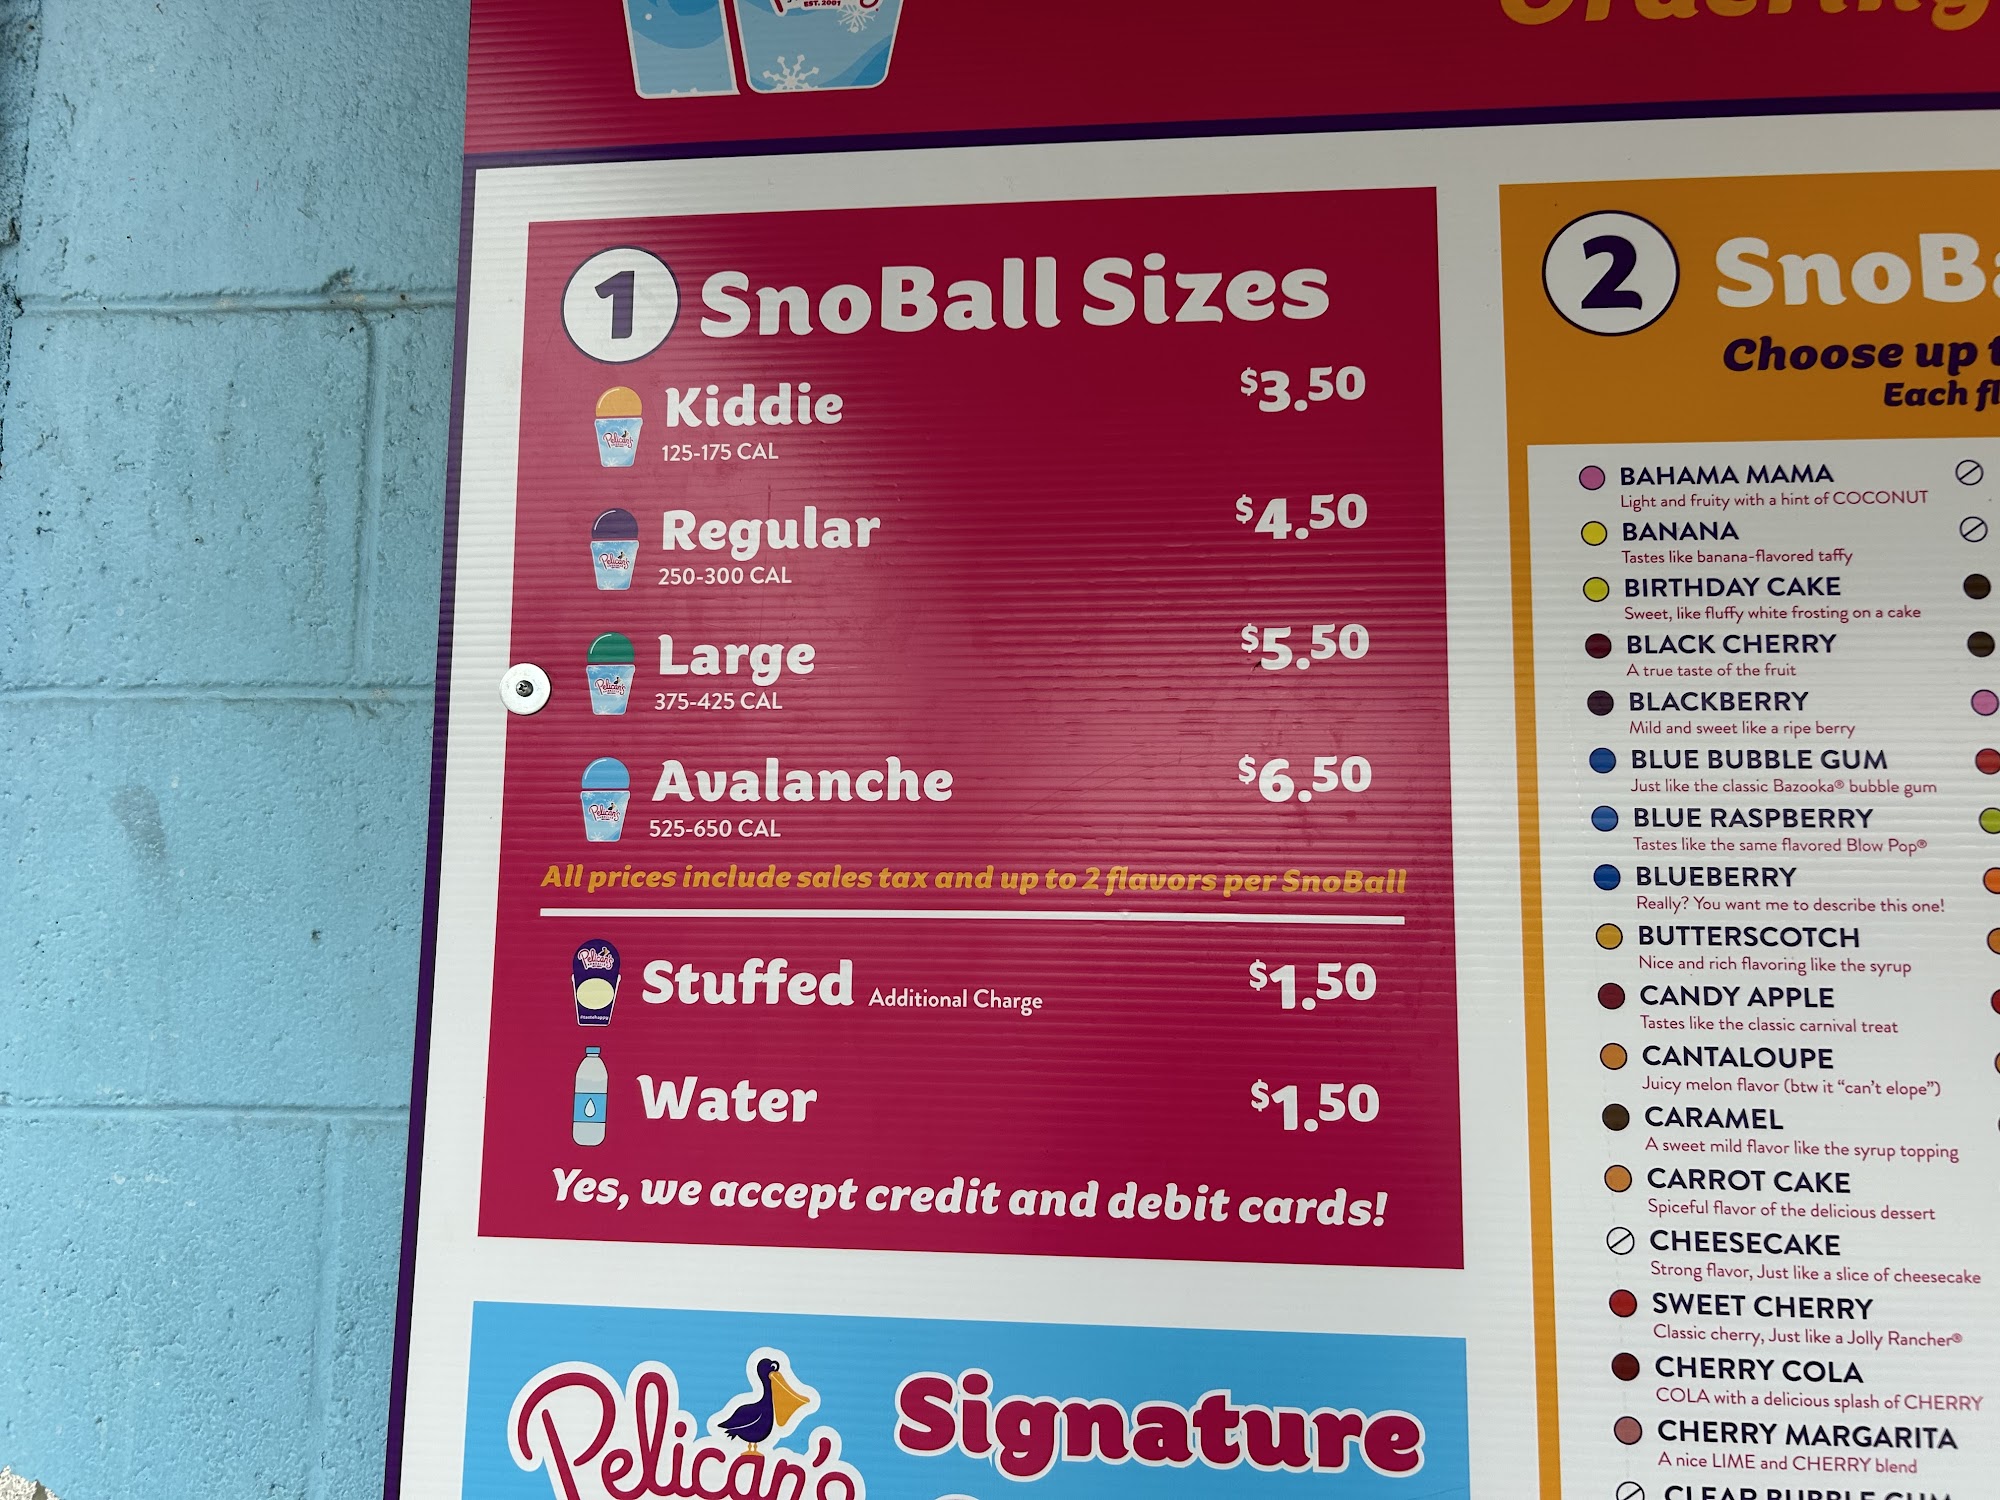 EST. 2001
Ordering
1 SnoBall Sizes
Kiddie $3.50
125-175 CAL
Regular $4.50
250-300 CAL
Large $5.50
375-425 CAL
Avalanche $6.50
525-650 CAL
All prices include sales tax and up to 2 flavors per SnoBall
Stuffed Additional Charge $1.50
Water $1.50
Yes, we accept credit and debit cards!
Pelican's
Signature
2 SnoBa
Choose up t
Each fl
BAHAMA MAMA
Light and fruity with a hint of COCONUT
BANANA
Tastes like banana-flavored taffy
BIRTHDAY CAKE
Sweet, like fluffy white frosting on a cake
BLACK CHERRY
A true taste of the fruit
BLACKBERRY
Mild and sweet like a ripe berry
BLUE BUBBLE GUM
Just like the classic Bazooka® bubble gum
BLUE RASPBERRY
Tastes like the same flavored Blow Pop®
BLUEBERRY
Really? You want me to describe this one!
BUTTERSCOTCH
Nice and rich flavoring like the syrup
CANDY APPLE
Tastes like the classic carnival treat
CANTALOUPE
Juicy melon flavor (btw it "can't elope")
CARAMEL
A sweet mild flavor like the syrup topping
CARROT CAKE
Spiceful flavor of the delicious dessert
CHEESECAKE
Strong flavor, Just like a slice of cheesecake
SWEET CHERRY
Classic cherry, Just like a Jolly Rancher®
CHERRY COLA
COLA with a delicious splash of CHERRY
CHERRY MARGARITA
A nice LIME and CHERRY blend
CLEAR BUBBLE GUM